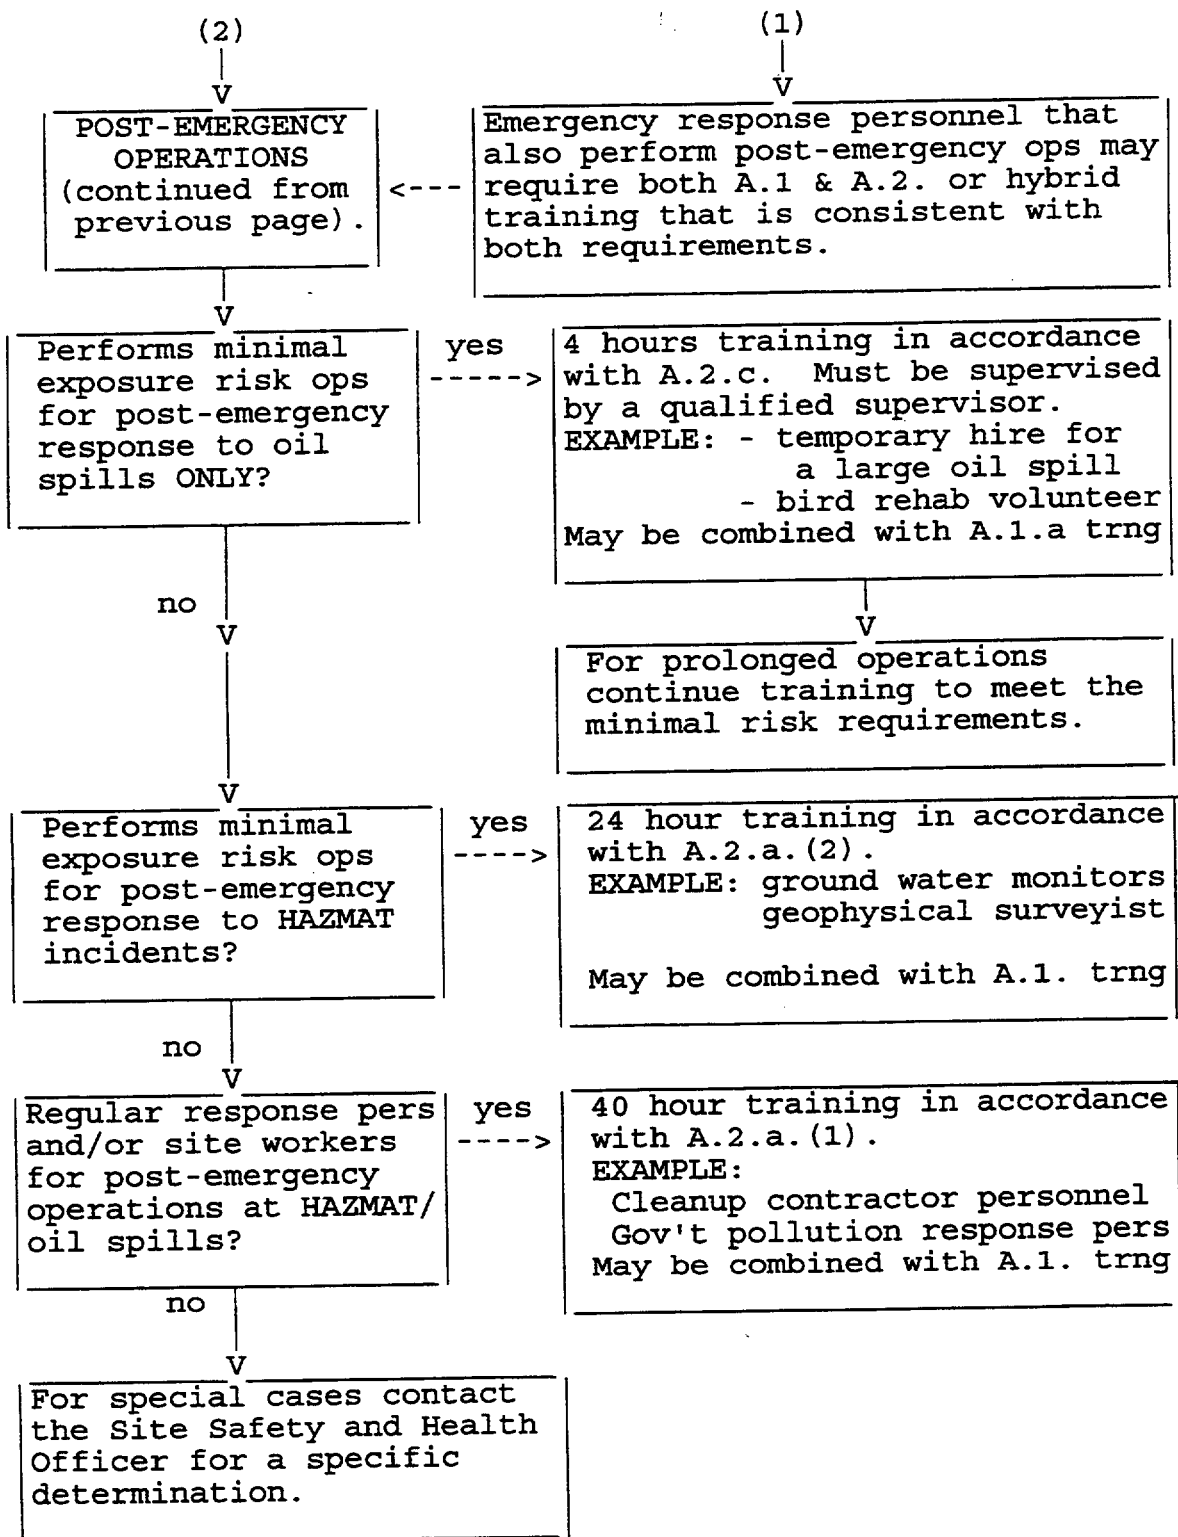 (2)
(1)
V
V
POST-EMERGENCY
OPERATIONS
(continued from
previous page).
<---
Emergency response personnel that
also perform post-emergency ops may
require both A.1 & A.2. or hybrid
training that is consistent with
both requirements.
V
Performs minimal
exposure risk ops
for post-emergency
response to oil
spills ONLY?
yes
----->
4 hours training in accordance
with A.2.c.  Must be supervised
by a qualified supervisor.
EXAMPLE: - temporary hire for
a large oil spill
- bird rehab volunteer
May be combined with A.1.a trng
no
V
V
For prolonged operations
continue training to meet the
minimal risk requirements.
V
Performs minimal
exposure risk ops
for post-emergency
response to HAZMAT
incidents?
yes
---->
24 hour training in accordance
with A.2.a.(2).
EXAMPLE: ground water monitors
geophysical surveyist
May be combined with A.1. trng
no
V
Regular response pers
and/or site workers
for post-emergency
operations at HAZMAT/
oil spills?
yes
---->
40 hour training in accordance
with A.2.a.(1).
EXAMPLE:
Cleanup contractor personnel
Gov't pollution response pers
May be combined with A.1. trng
no
V
For special cases contact
the Site Safety and Health
Officer for a specific
determination.